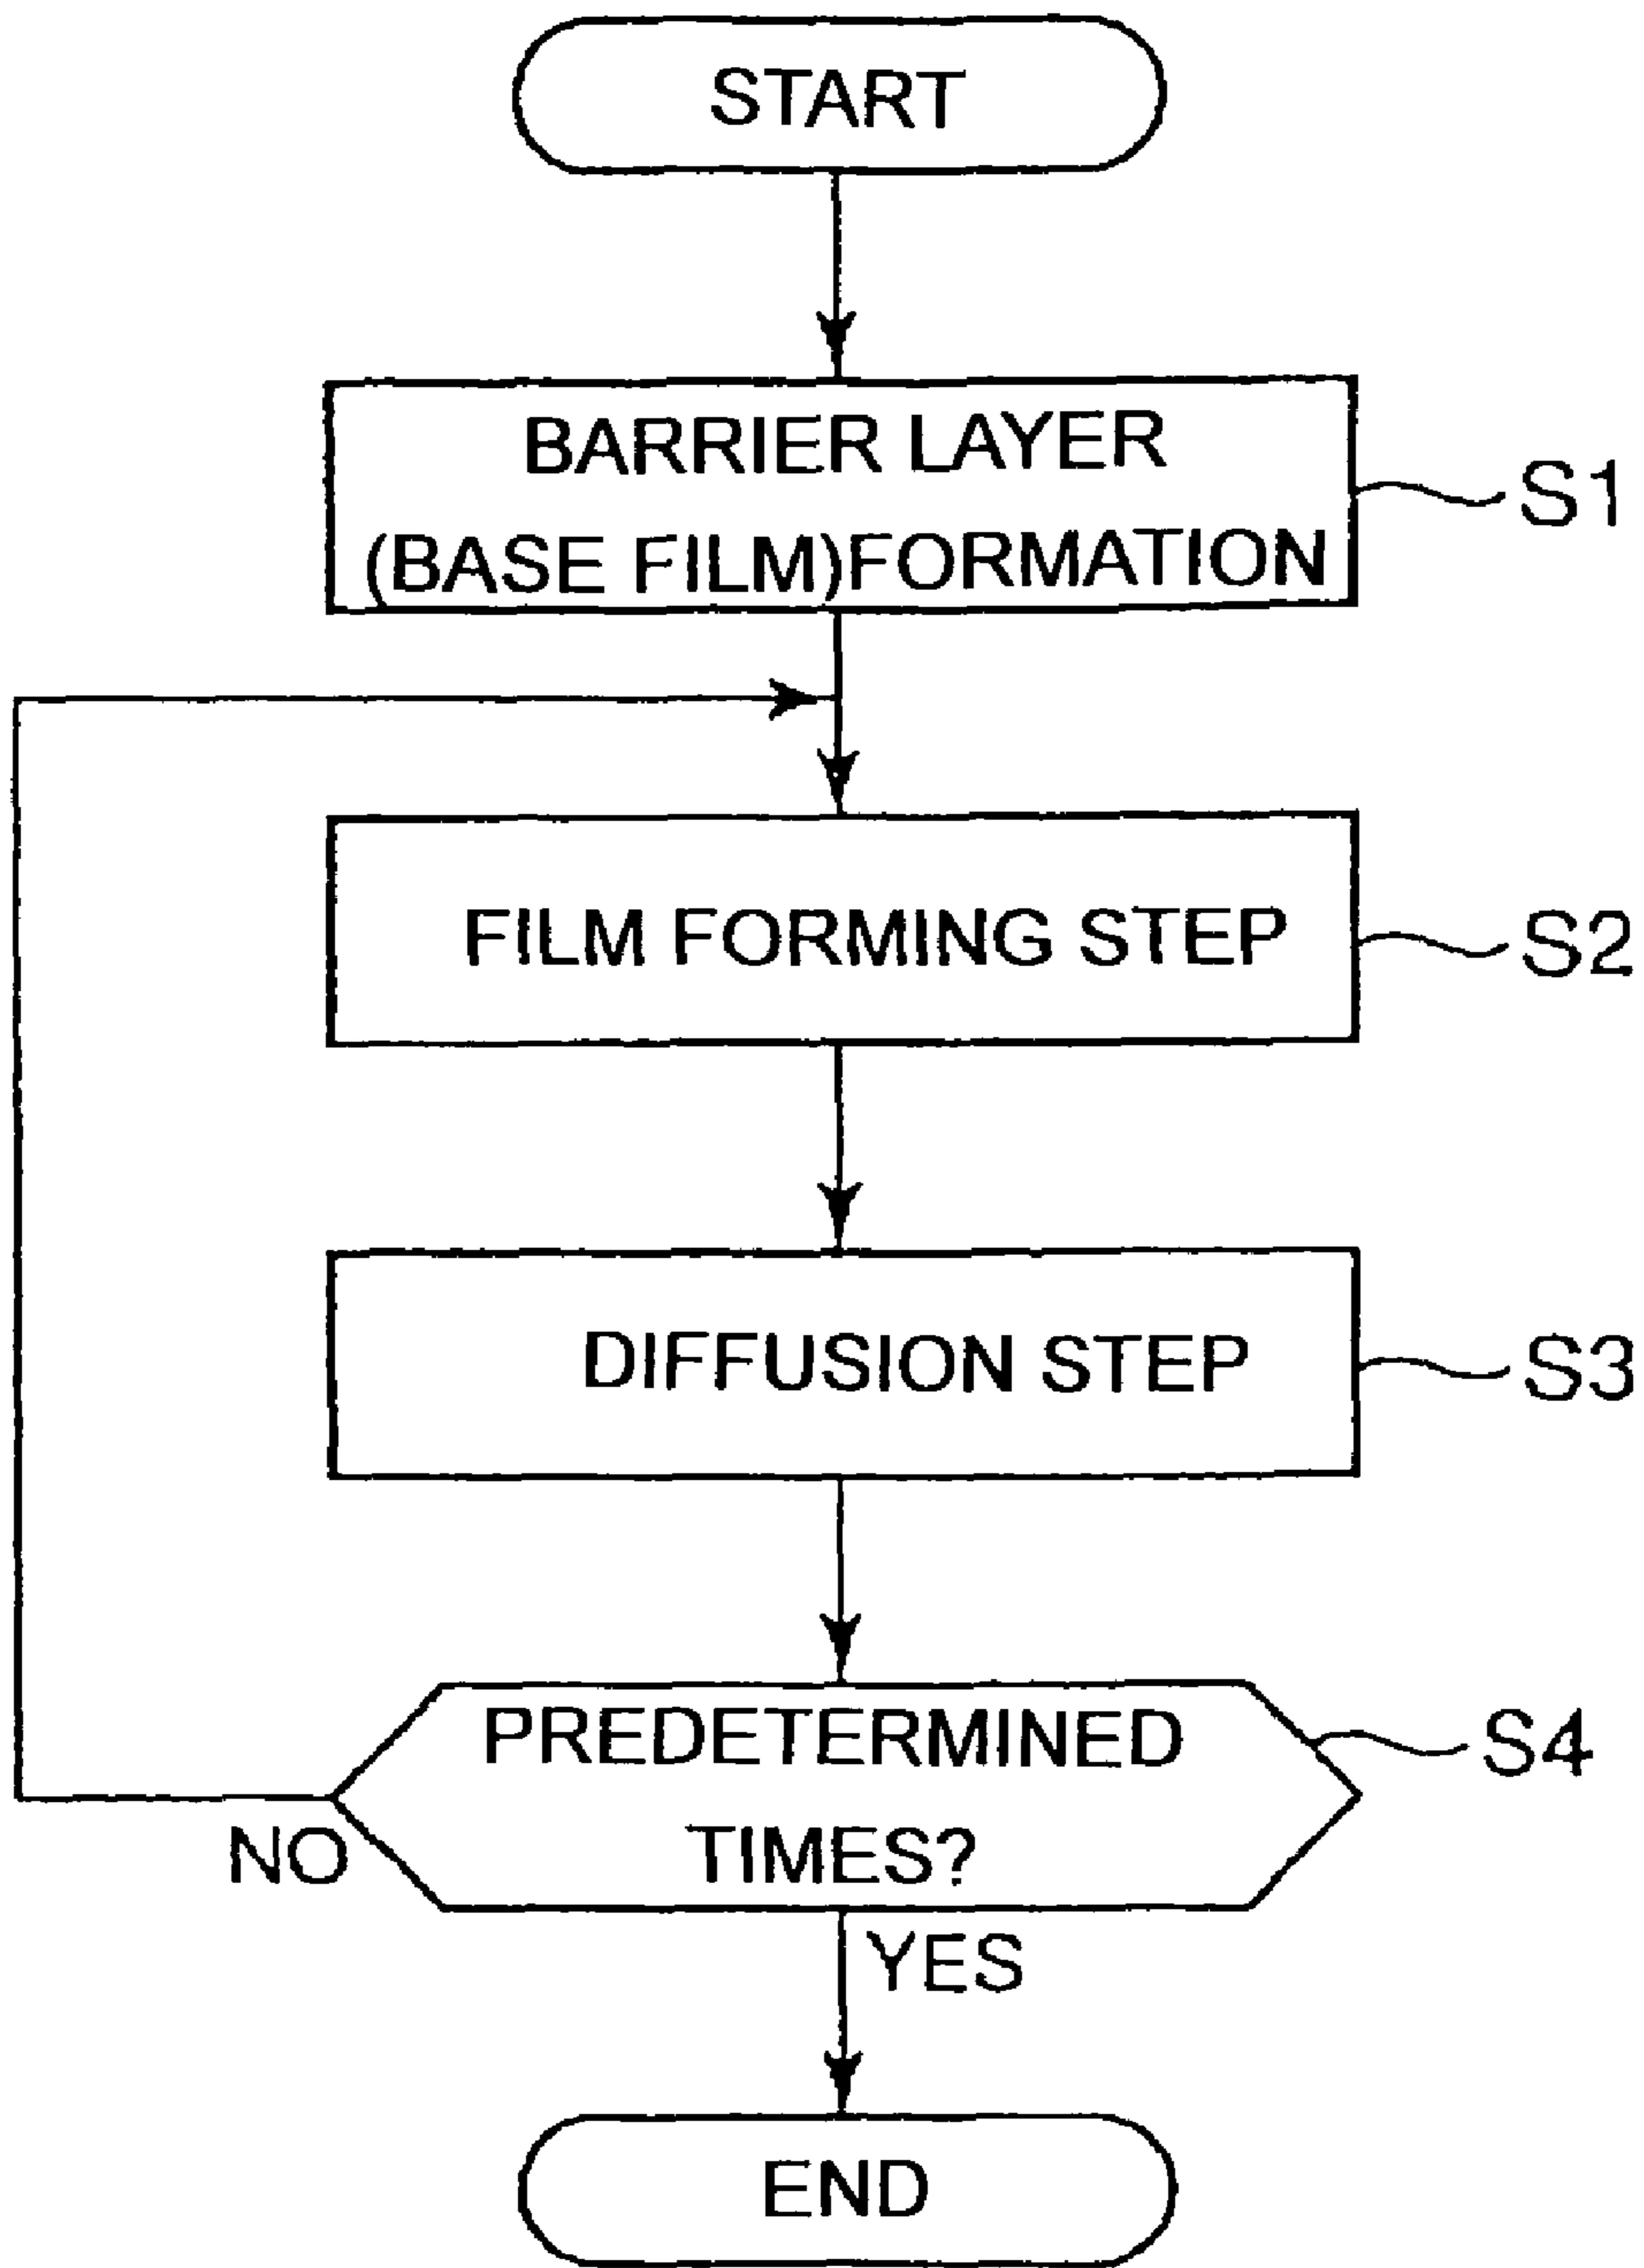 START
BARRIER LAYER
(BASE FILM)FORMATION
S1
FILM FORMING STEP
S2
DIFFUSION STEP
S3
PREDETERMINED
TIMES?
S4
NO
YES
END